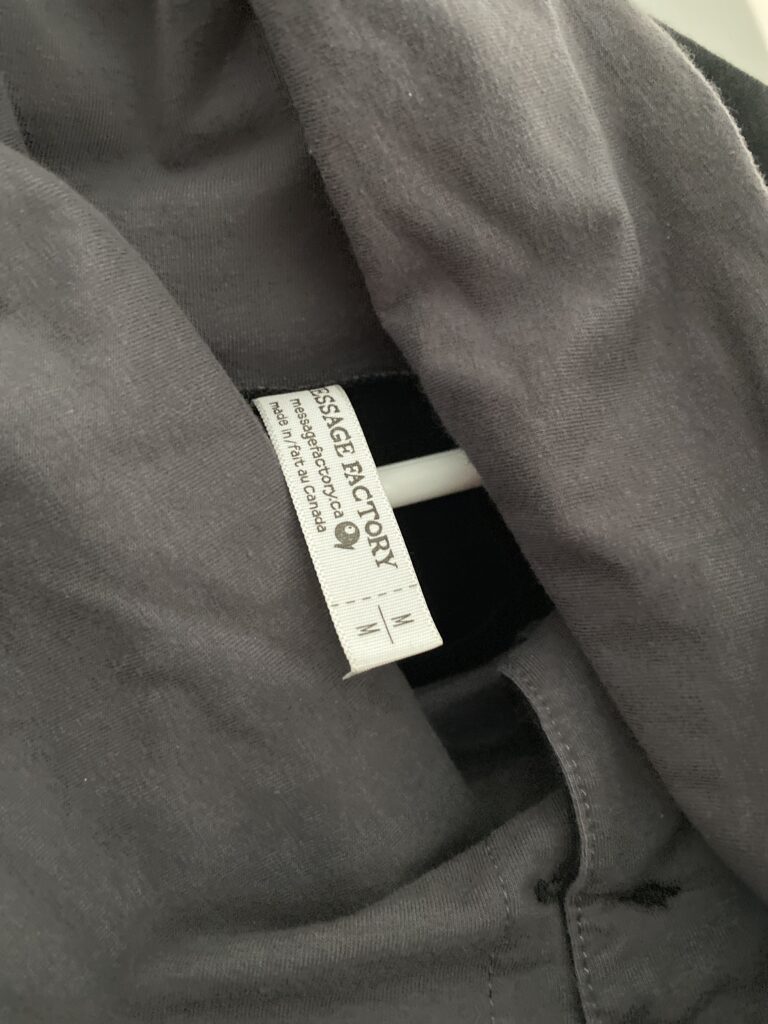 ESSAGE FACTORY
messagefactory.ca
made in/fait au Canada
M
M